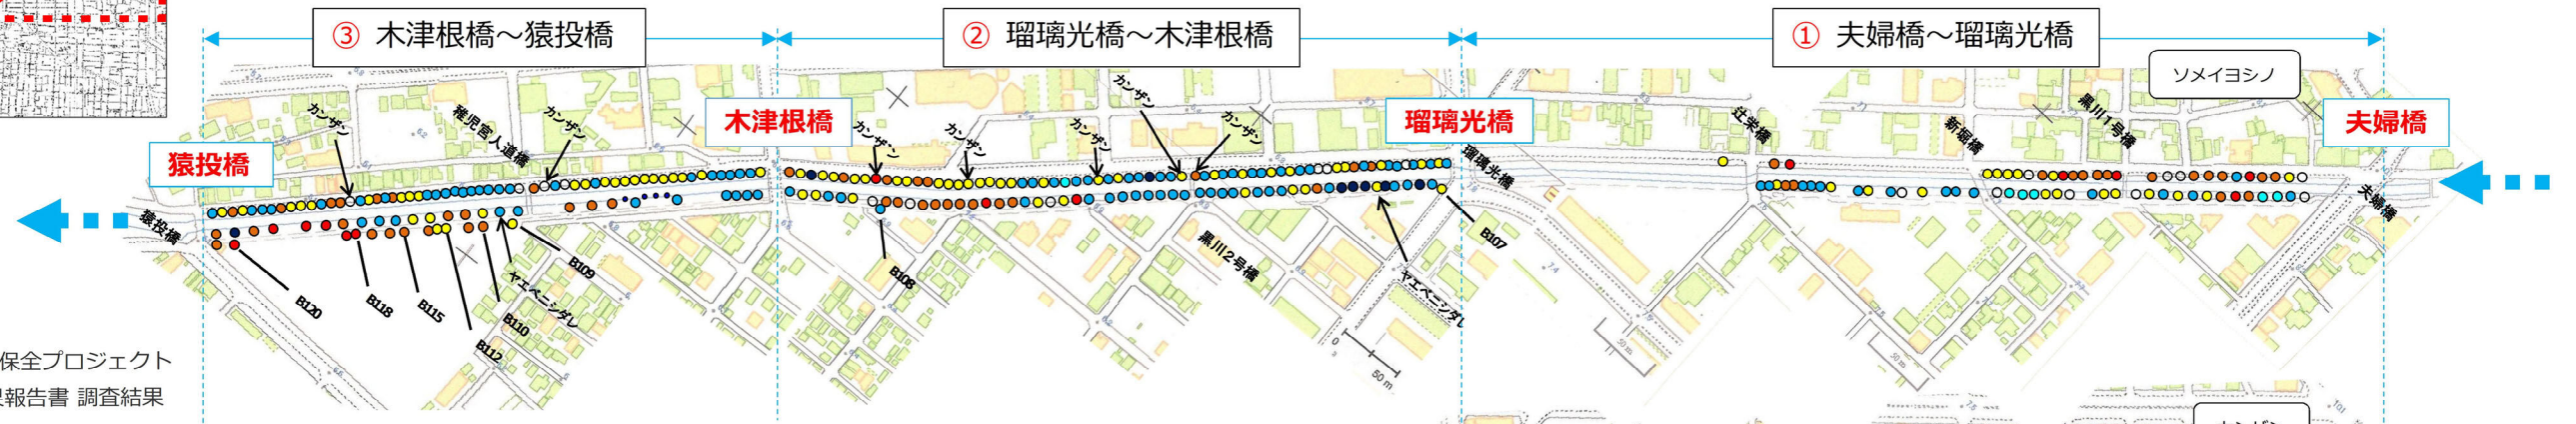 ③ 木津根橋～猿投橋
② 瑠璃光橋～木津根橋
① 夫婦橋～瑠璃光橋
ソメイヨシノ
猿投橋
木津根橋
瑠璃光橋
夫婦橋
カンザン
稚児宮人道橋
カンザン
カンザン
カンザン
カンザン
カンザン
カンザン
瑠璃光橋
辻栄橋
新堀橋
黒川1号橋
夫婦橋
猿投橋
B120
B118
B115
B112
B110
ヤエベニシダレ
B109
B108
黒川2号橋
ヤエベニシダレ
B107
0
50 m
50 m
50 m
保全プロジェクト
報告書 調査結果